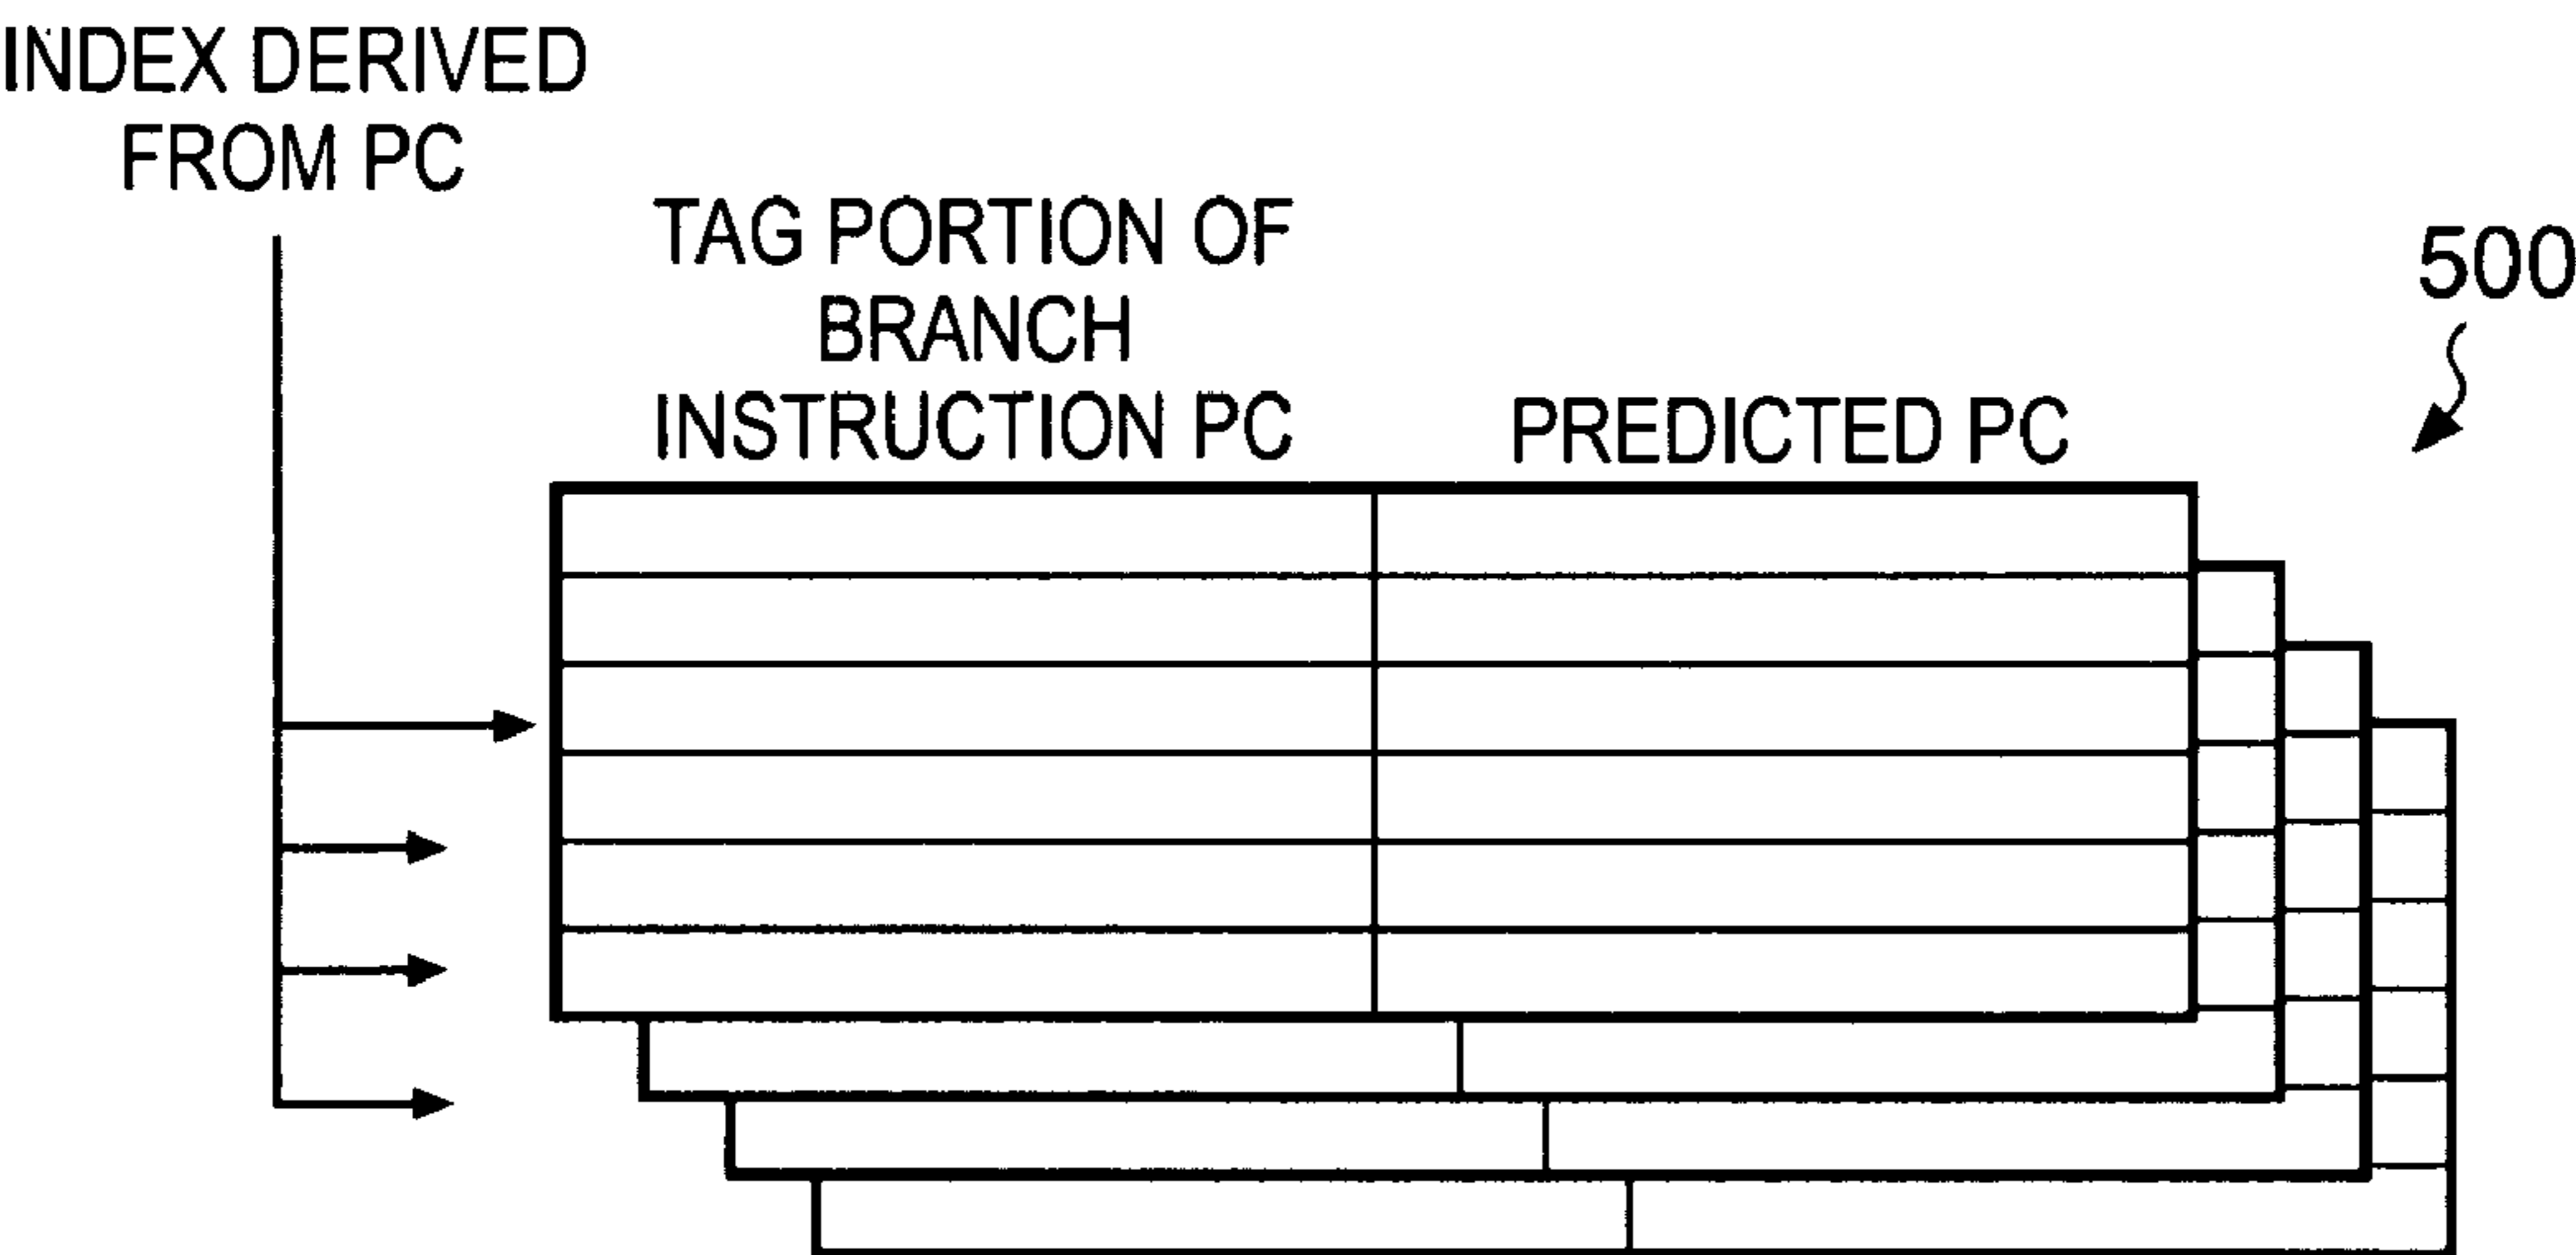 INDEX DERIVED
FROM PC
TAG PORTION OF
BRANCH
INSTRUCTION PC
PREDICTED PC
500